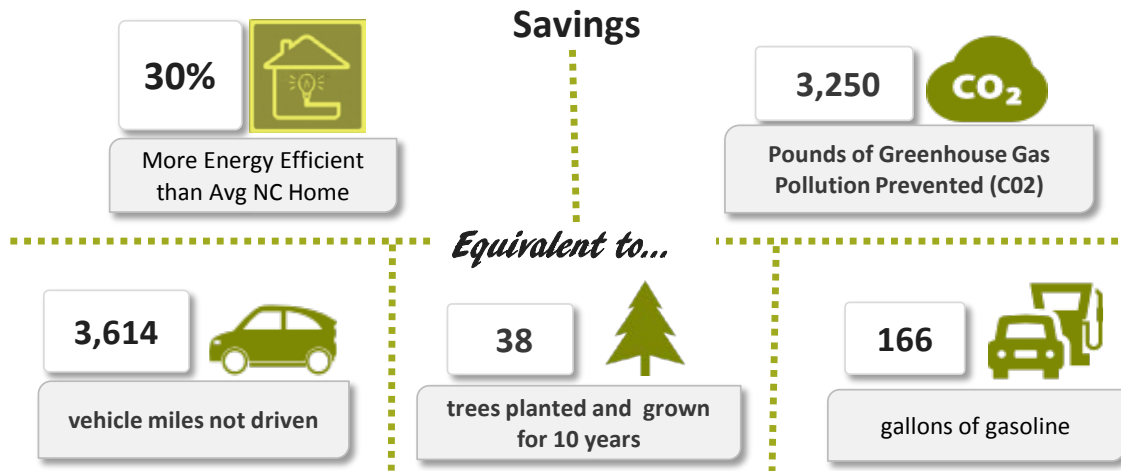 Savings
30%
More Energy Efficient
than Avg NC Home
3,250
CO₂
Pounds of Greenhouse Gas
Pollution Prevented (C02)
Equivalent to...
3,614
vehicle miles not driven
38
trees planted and grown
for 10 years
166
gallons of gasoline